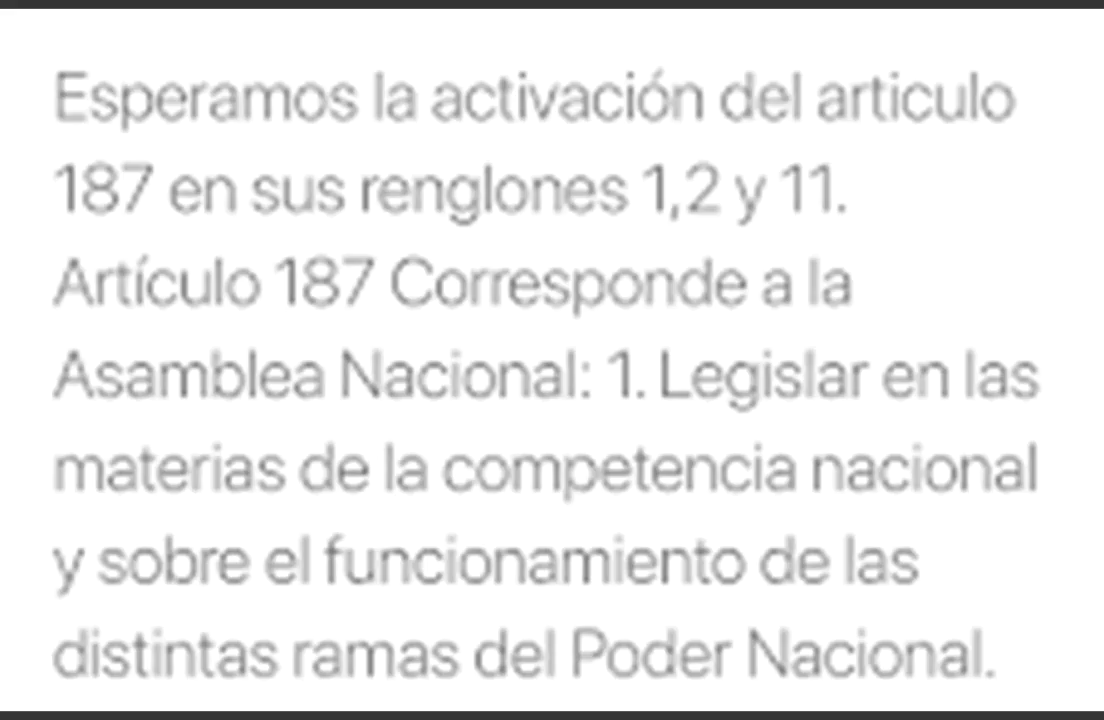 Esperamos la activación del articulo
187 en sus renglones 1,2 y 11.
Artículo 187 Corresponde a la
Asamblea Nacional: 1. Legislar en las
materias de la competencia nacional
y sobre el funcionamiento de las
distintas ramas del Poder Nacional.